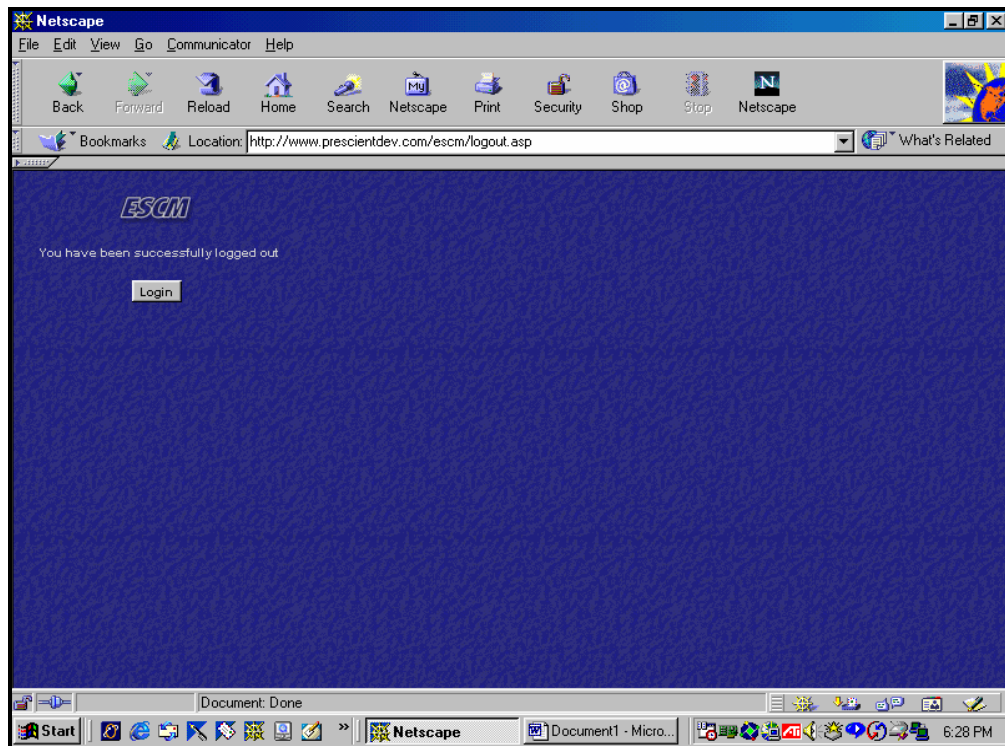 Netscape
File Edit View Go Communicator Help
My N
Back Forward Reload Home Search Netscape Print Security Shop Stop Netscape
Bookmarks Location: http://www.prescientdev.com/escm/logout.asp What's Related
ESCM
You have been successfully logged out
Login
Document: Done
Start » Netscape Document1 - Micro... ATI 6:28 PM